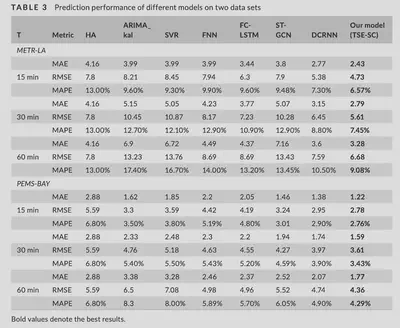 TABLE 3 Prediction performance of different models on two data sets
T Metric HA ARIMA_kal SVR FNN FC-LSTM ST-GCN DCRNN Our model (TSE-SC)
METR-LA
MAE 4.16 3.99 3.99 3.99 3.44 3.8 2.77 2.43
15 min RMSE 7.8 8.21 8.45 7.94 6.3 7.9 5.38 4.73
MAPE 13.00% 9.60% 9.30% 9.90% 9.60% 9.48% 7.30% 6.57%
MAE 4.16 5.15 5.05 4.23 3.77 5.07 3.15 2.79
30 min RMSE 7.8 10.45 10.87 8.17 7.23 10.28 6.45 5.61
MAPE 13.00% 12.70% 12.10% 12.90% 10.90% 12.92% 8.80% 7.45%
MAE 4.16 6.9 6.72 4.49 4.37 7.16 3.6 3.28
60 min RMSE 7.8 13.23 13.76 8.69 8.69 13.43 7.59 6.68
MAPE 13.00% 17.40% 16.70% 14.00% 13.20% 13.45% 10.50% 9.08%
PEMS-BAY
MAE 2.88 1.62 1.85 2.2 2.05 1.46 1.38 1.22
15 min RMSE 5.59 3.3 3.59 4.42 4.19 3.24 2.95 2.78
MAPE 6.80% 3.50% 3.80% 5.19% 4.80% 3.01 2.90% 2.76%
MAE 2.88 2.33 2.48 2.3 2.2 1.94 1.74 1.59
30 min RMSE 5.59 4.76 5.18 4.63 4.55 4.27 3.97 3.61
MAPE 6.80% 5.40% 5.50% 5.43% 5.20% 4.59% 3.90% 3.43%
MAE 2.88 3.38 3.28 2.46 2.37 2.52 2.07 1.77
60 min RMSE 5.59 6.5 7.08 4.98 4.96 5.52 4.74 4.36
MAPE 6.80% 8.3 8.00% 5.89% 5.70% 6.05% 4.90% 4.29%
Bold values denote the best results.